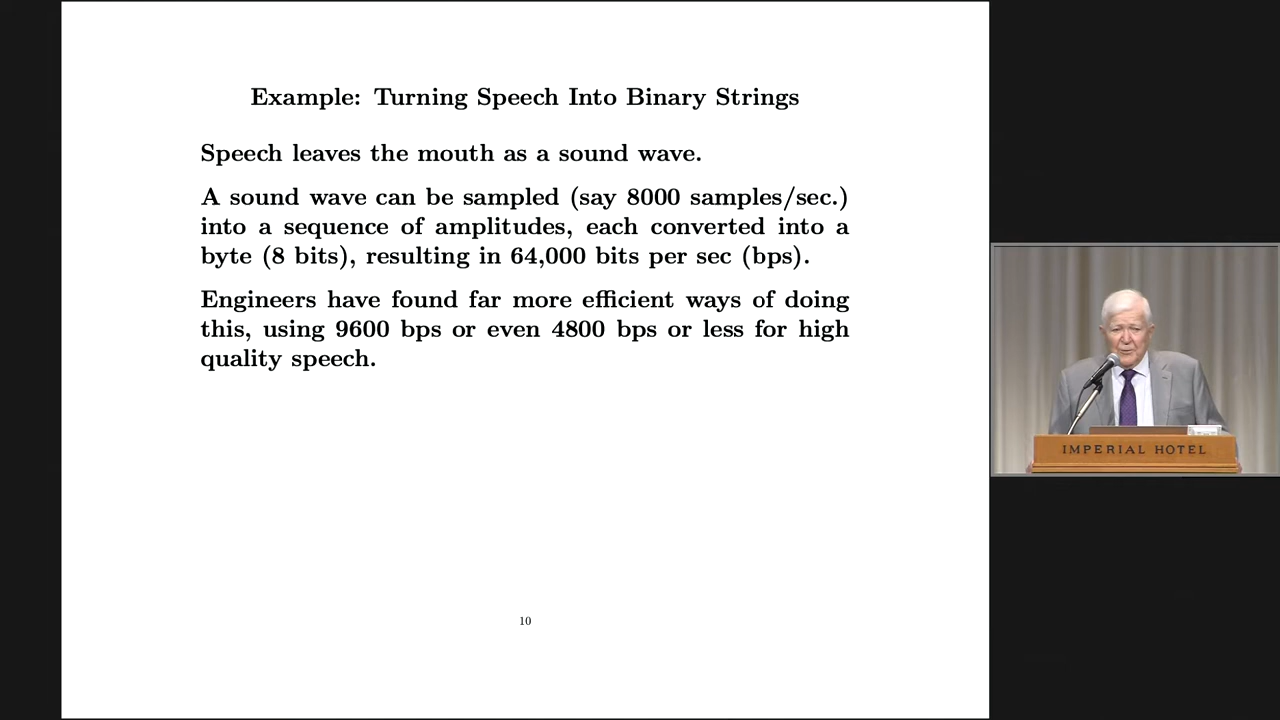 Example: Turning Speech Into Binary Strings
Speech leaves the mouth as a sound wave.
A sound wave can be sampled (say 8000 samples/sec.)
into a sequence of amplitudes, each converted into a
byte (8 bits), resulting in 64,000 bits per sec (bps).
Engineers have found far more efficient ways of doing
this, using 9600 bps or even 4800 bps or less for high
quality speech.
IMPERIAL HOTEL
10